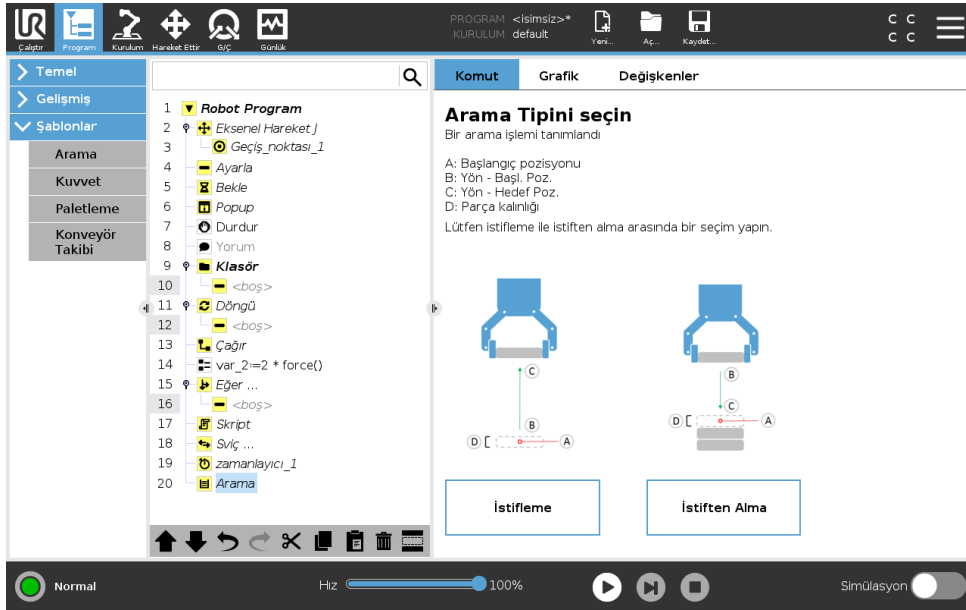 UR
PROGRAM <isimsiz>*
KURULUM default
Çalıştır
Program
Kurulum
Hareket Ettir
G/Ç
Günlük
Yeni...
Aç...
Kaydet...
C C
C C
Temel
Gelişmiş
Şablonlar
Arama
Kuvvet
Paletleme
Konveyör
Takibi
1 Robot Program
2 Eksenel Hareket J
3 Geçiş_noktası_1
4 Ayarla
5 Bekle
6 Popup
7 Durdur
8 Yorum
9 Klasör
10 <boş>
11 Döngü
12 <boş>
13 Çağır
14 var_2:=2 * force()
15 Eğer ...
16 <boş>
17 Skript
18 Sviç ...
19 zamanlayıcı_1
20 Arama
Komut Grafik Değişkenler
Arama Tipini seçin
Bir arama işlemi tanımlandı
A: Başlangıç pozisyonu
B: Yön - Başl. Poz.
C: Yön - Hedef Poz.
D: Parça kalınlığı
Lütfen istifleme ile istiften alma arasında bir seçim yapın.
C
B
D
A
B
C
D
A
İstifleme
İstiften Alma
Normal
Hız
100%
Simülasyon